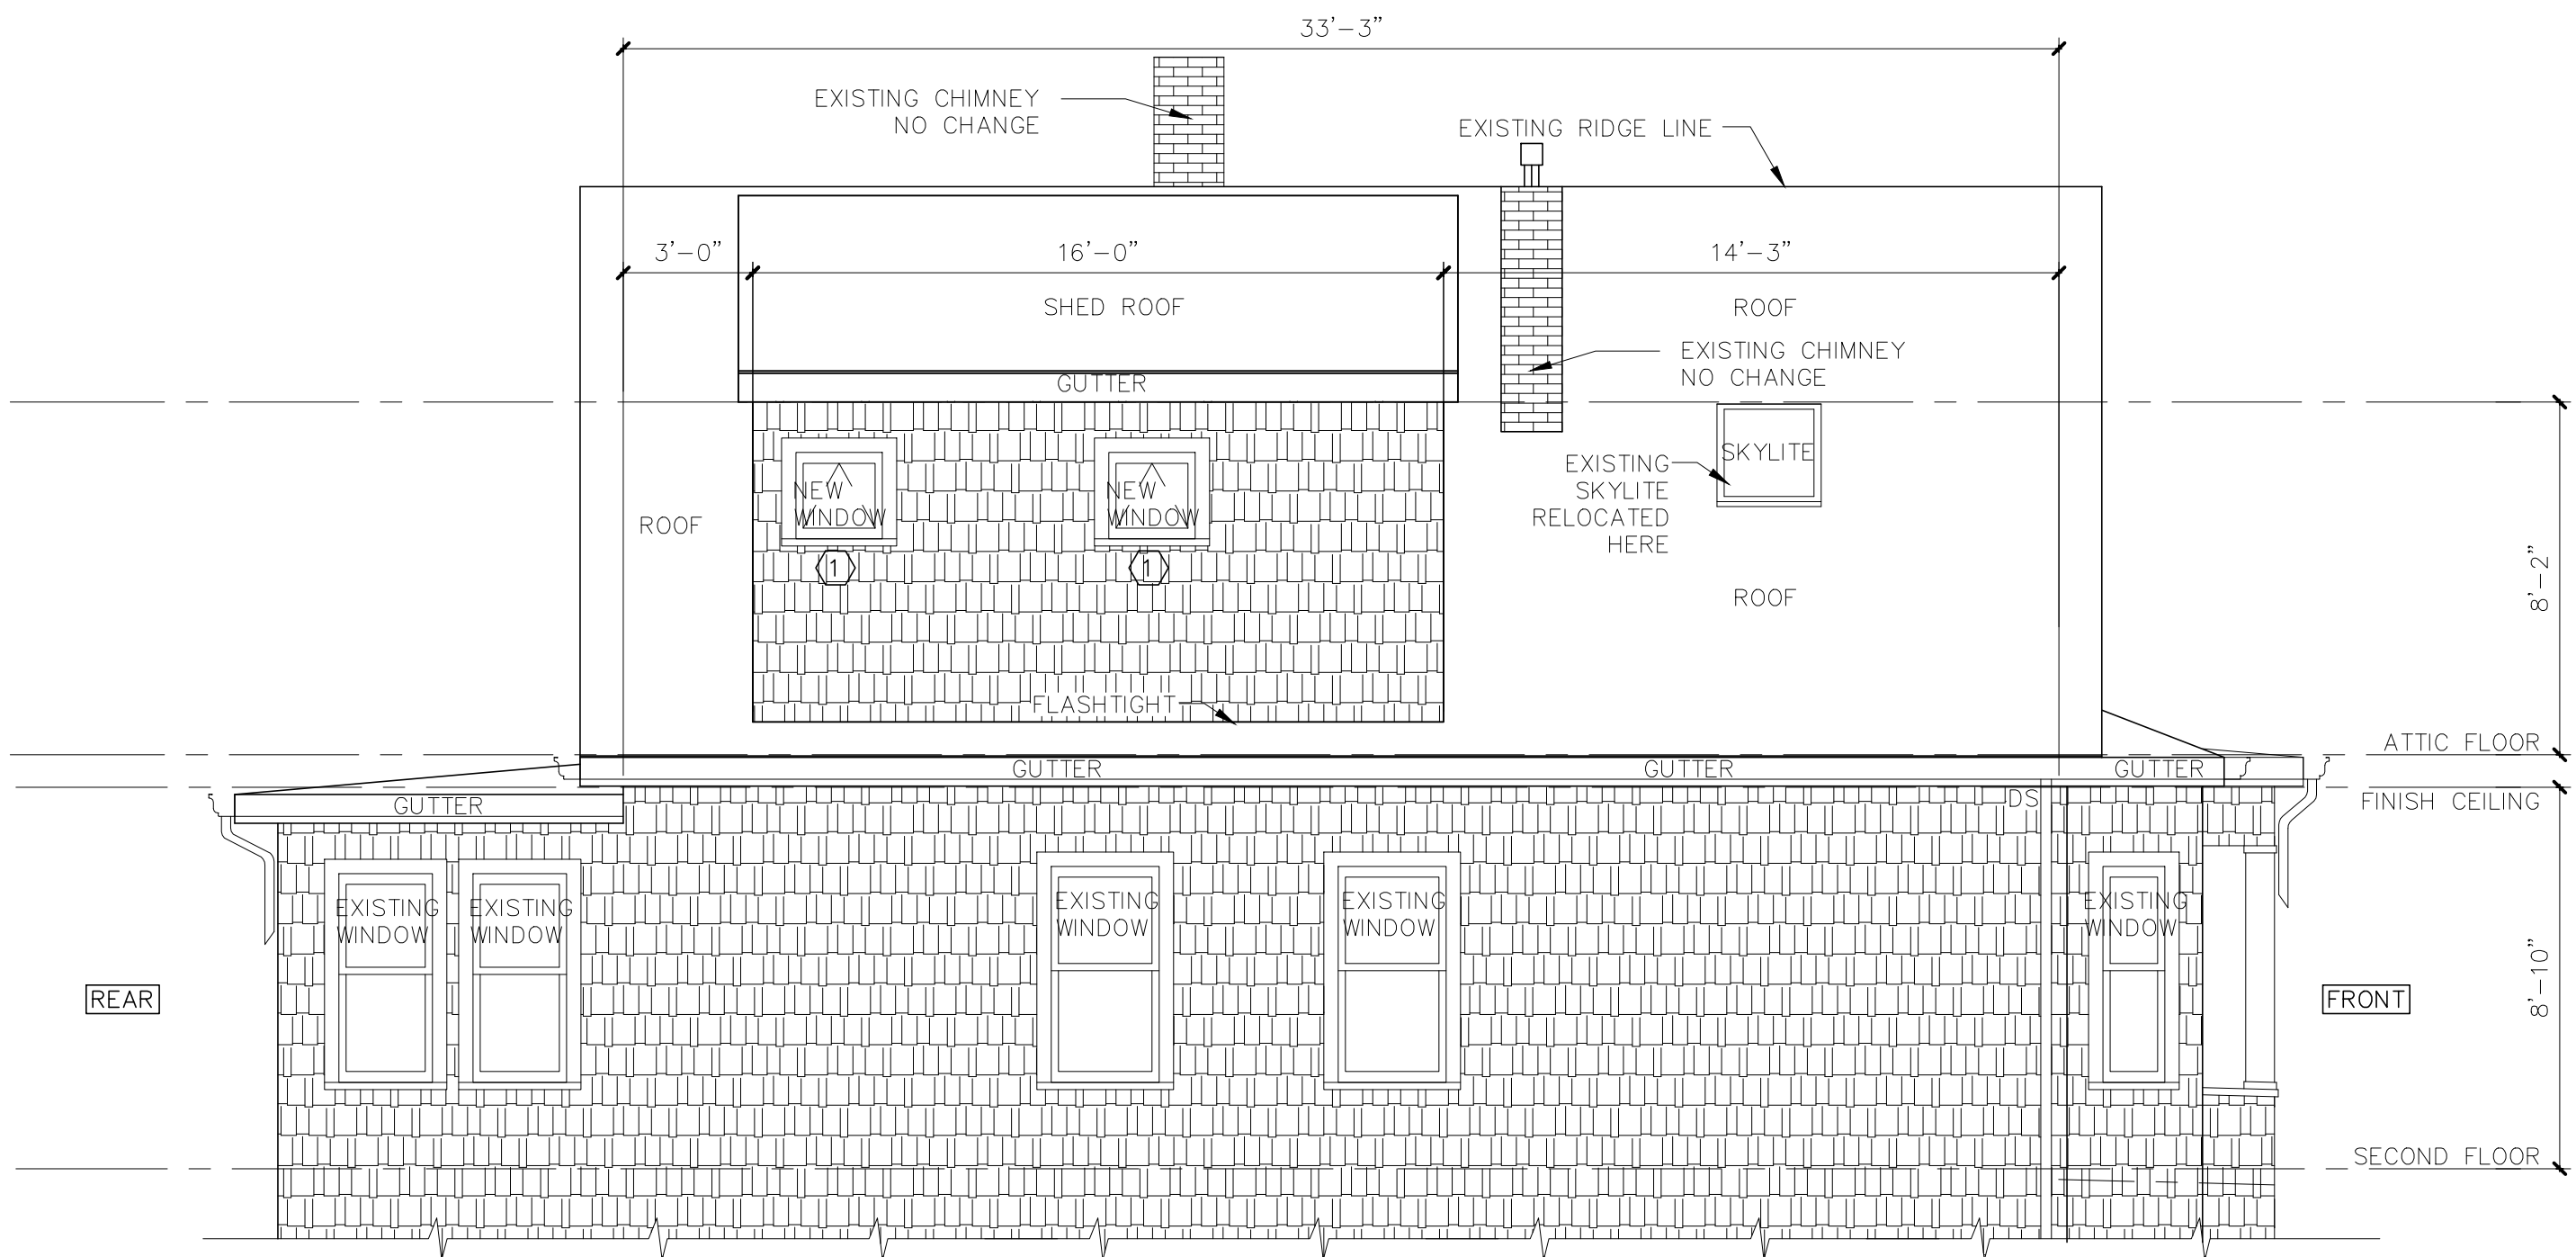 33'-3"
EXISTING CHIMNEY
NO CHANGE
EXISTING RIDGE LINE
3'-0"
16'-0"
14'-3"
SHED ROOF
ROOF
EXISTING CHIMNEY
NO CHANGE
GUTTER
SKYLITE
EXISTING
SKYLITE
RELOCATED
HERE
NEW
WINDOW
NEW
WINDOW
ROOF
1
1
ROOF
8'-2"
FLASHTIGHT
ATTIC FLOOR
GUTTER
GUTTER
GUTTER
GUTTER
DS
FINISH CEILING
EXISTING
WINDOW
EXISTING
WINDOW
EXISTING
WINDOW
EXISTING
WINDOW
EXISTING
WINDOW
REAR
FRONT
8'-10"
SECOND FLOOR